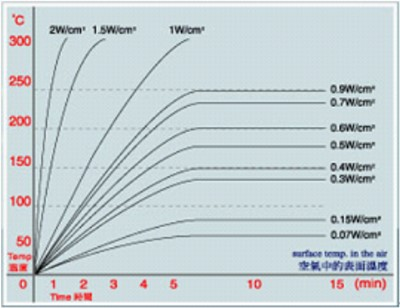 ℃
2W/cm² 1.5W/cm² 1W/cm²
300
250
0.9W/cm²
0.7W/cm²
200
0.6W/cm²
0.5W/cm²
150
0.4W/cm²
0.3W/cm²
100
0.15W/cm²
0.07W/cm²
50
Temp
溫度
surface temp. in the air
空氣中的表面溫度
0 1 2 3 4 5 10 15 (min)
Time 時間